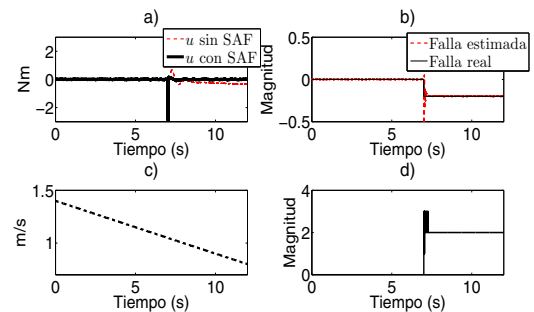 a)
u sin SAF
u con SAF
Nm
2
0
−2
0
5
10
Tiempo (s)
b)
Falla estimada
Falla real
Magnitud
0.5
0
−0.5
0
5
10
Tiempo (s)
c)
m/s
1.5
1
0
5
10
Tiempo (s)
d)
Magnitud
4
2
0
0
5
10
Tiempo (s)